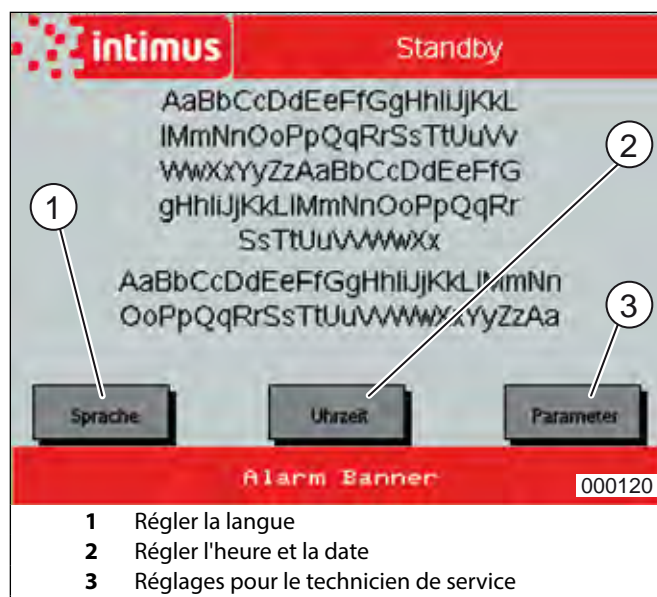 intimus
Standby
AaBbCcDdEeFfGgHhIiJjKkL
lMmNnOoPpQqRrSsTtUuVv
WwXxYyZzAaBbCcDdEeFfG
gHhIiJjKkLlMmNnOoPpQqRr
SsTtUuVvWwXx
AaBbCcDdEeFfGgHhIiJjKkLlMmNn
OoPpQqRrSsTtUuVvWwXxYyZzAa
1
2
3
Sprache
Uhrzeit
Parameter
Alarm Banner
000120
1 Régler la langue
2 Régler l'heure et la date
3 Réglages pour le technicien de service